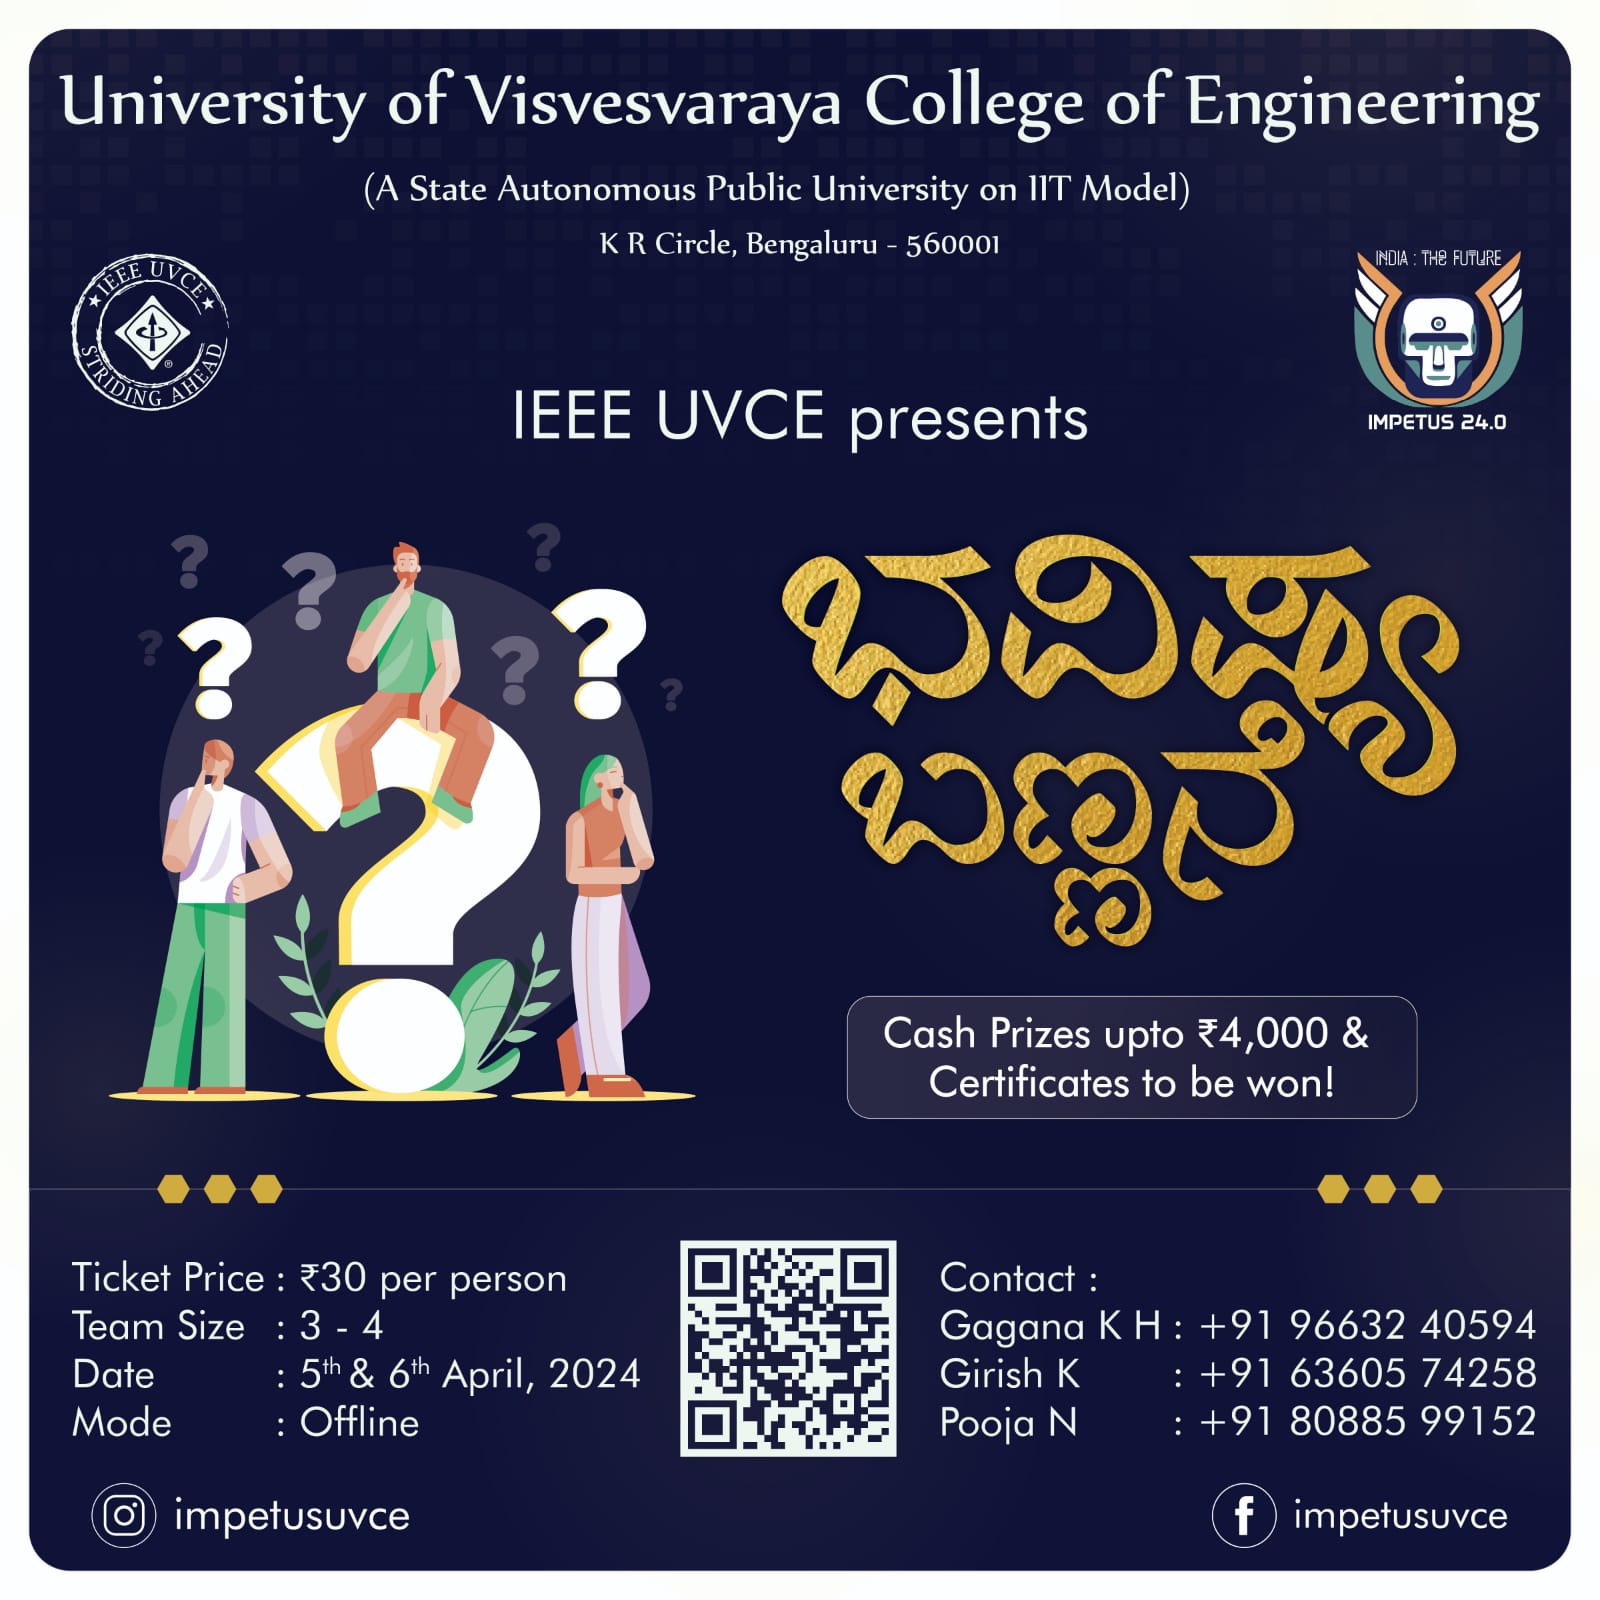 University of Visvesvaraya College of Engineering
(A State Autonomous Public University on IIT Model)
K R Circle, Bengaluru - 560001
IEEE UVCE
STRIDING AHEAD
®
INDIA : THE FUTURE
IMPETUS 24.0
IEEE UVCE presents
ಭವಿಷ್ಯಾ
ಬಣ್ಣನೆ
Cash Prizes upto ₹4,000 &
Certificates to be won!
Ticket Price : ₹30 per person
Team Size : 3 - 4
Date : 5th & 6th April, 2024
Mode : Offline
Contact :
Gagana K H : +91 96632 40594
Girish K : +91 63605 74258
Pooja N : +91 80885 99152
impetusuvce
impetusuvce